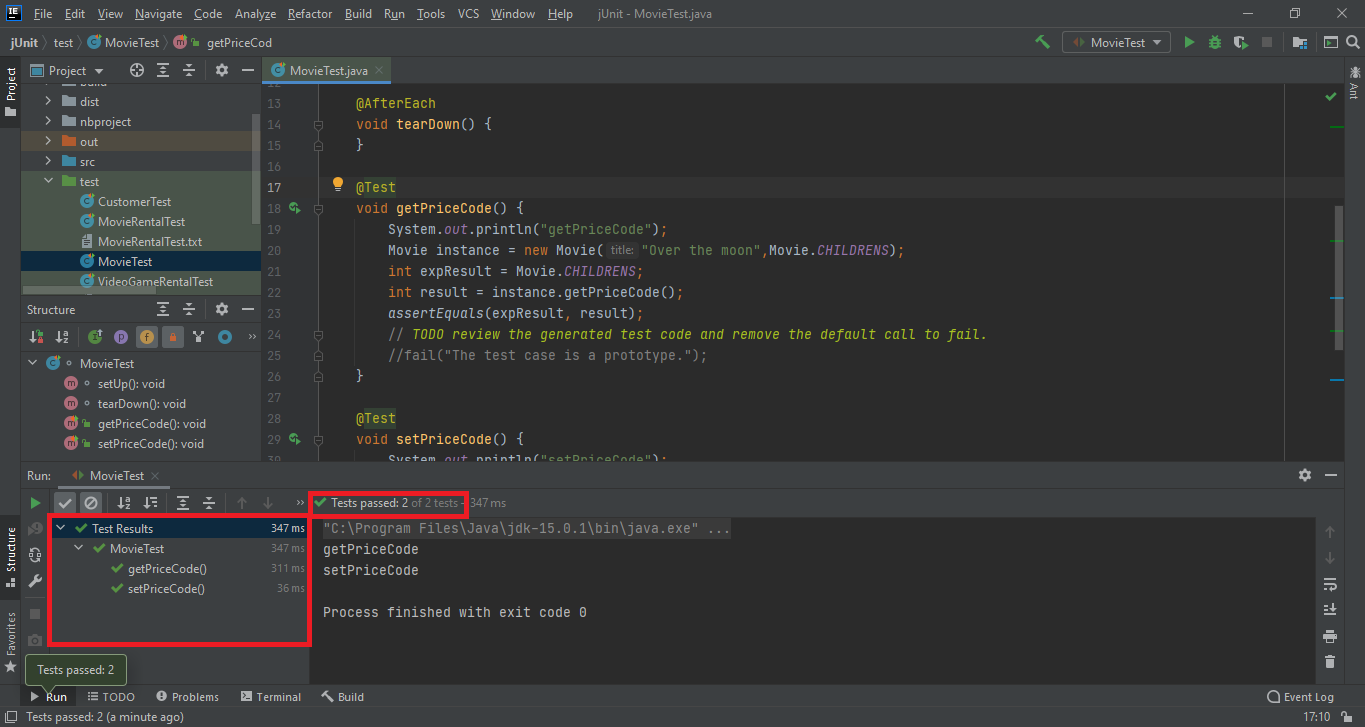 File Edit View Navigate Code Analyze Refactor Build Run Tools VCS Window Help jUnit - MovieTest.java
jUnit test MovieTest getPriceCod MovieTest
Project
Project
MovieTest.java
Ant
dist
nbproject
out
src
test
CustomerTest
MovieRentalTest
MovieRentalTest.txt
MovieTest
VideoGameRentalTest
13 @AfterEach
14 void tearDown() {
15 }
16
17 @Test
18 void getPriceCode() {
19 System.out.println("getPriceCode");
20 Movie instance = new Movie( title: "Over the moon",Movie.CHILDRENS);
21 int expResult = Movie.CHILDRENS;
22 int result = instance.getPriceCode();
23 assertEquals(expResult, result);
24 // TODO review the generated test code and remove the default call to fail.
25 //fail("The test case is a prototype.");
26 }
27
28 @Test
29 void setPriceCode() {
30 System.out.println("setPriceCode");
Structure
MovieTest
setUp(): void
tearDown(): void
getPriceCode(): void
setPriceCode(): void
Run: MovieTest
Tests passed: 2 of 2 tests – 347 ms
Test Results 347 ms
MovieTest 347 ms
getPriceCode() 311 ms
setPriceCode() 36 ms
"C:\Program Files\Java\jdk-15.0.1\bin\java.exe" ...
getPriceCode
setPriceCode
Process finished with exit code 0
Structure
Favorites
Tests passed: 2
Run TODO Problems Terminal Build Event Log
Tests passed: 2 (a minute ago) 17:10